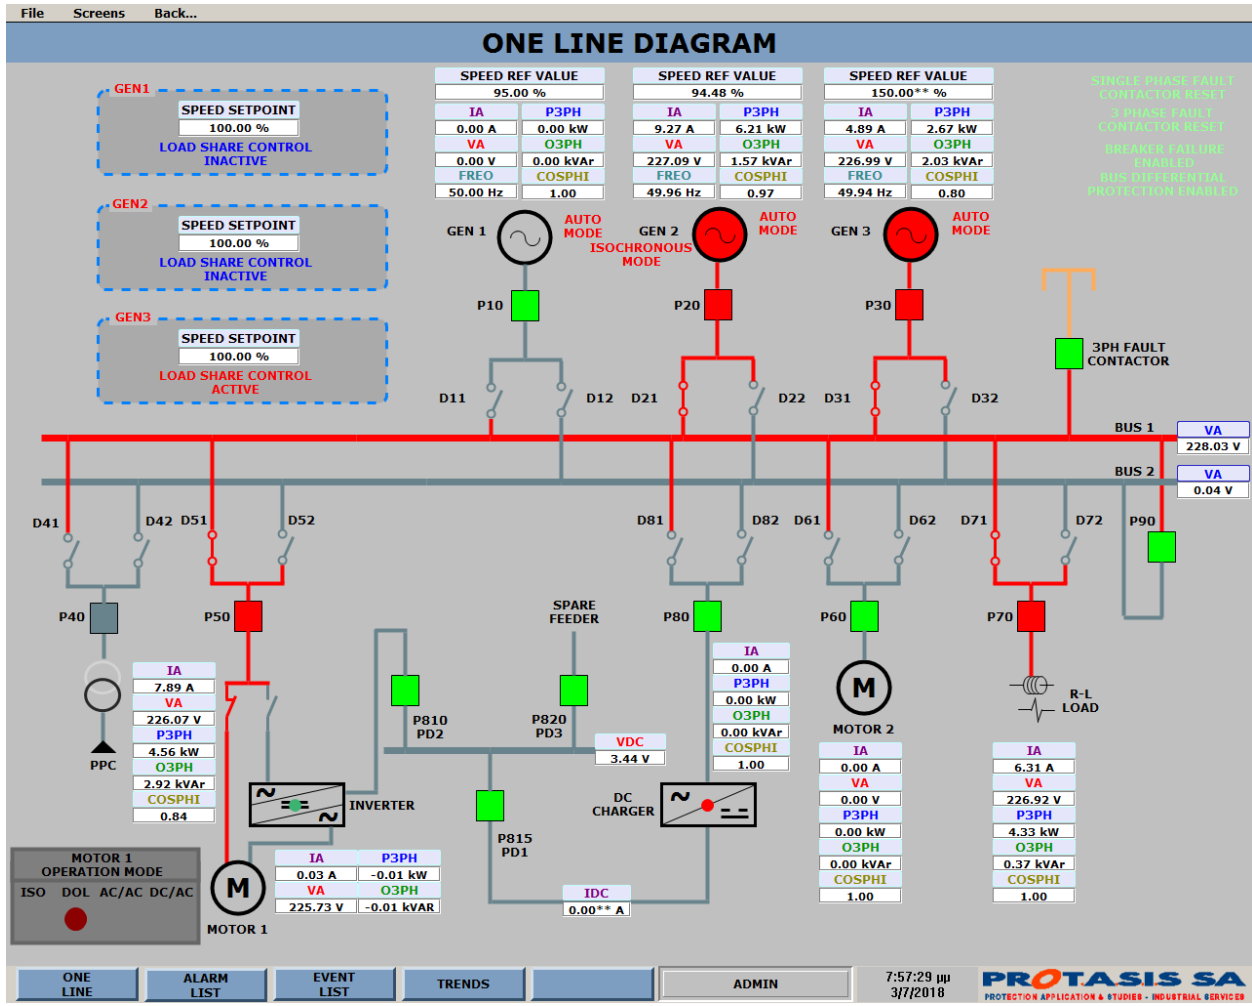 File Screens Back...
ONE LINE DIAGRAM
GEN1
SPEED SETPOINT
100.00 %
LOAD SHARE CONTROL
INACTIVE
GEN2
SPEED SETPOINT
100.00 %
LOAD SHARE CONTROL
INACTIVE
GEN3
SPEED SETPOINT
100.00 %
LOAD SHARE CONTROL
ACTIVE
SPEED REF VALUE
95.00 %
IA P3PH
0.00 A 0.00 kW
VA O3PH
0.00 V 0.00 kVAr
FREO COSPHI
50.00 Hz 1.00
SPEED REF VALUE
94.48 %
IA P3PH
9.27 A 6.21 kW
VA O3PH
227.09 V 1.57 kVAr
FREO COSPHI
49.96 Hz 0.97
SPEED REF VALUE
150.00** %
IA P3PH
4.89 A 2.67 kW
VA O3PH
226.99 V 2.03 kVAr
FREO COSPHI
49.94 Hz 0.80
SINGLE PHASE FAULT
CONTACTOR RESET
3 PHASE FAULT
CONTACTOR RESET
BREAKER FAILURE
ENABLED
BUS DIFFERENTIAL
PROTECTION ENABLED
GEN 1
AUTO
MODE
GEN 2
ISOCHRONOUS
MODE
AUTO
MODE
GEN 3
AUTO
MODE
P10
P20
P30
3PH FAULT
CONTACTOR
D11
D12
D21
D22
D31
D32
BUS 1
VA
228.03 V
BUS 2
VA
0.04 V
D41
D42
D51
D52
D81
D82
D61
D62
D71
D72
P90
P40
P50
SPARE
FEEDER
P80
P60
P70
IA
7.89 A
VA
226.07 V
P3PH
4.56 kW
O3PH
2.92 kVAr
COSPHI
0.84
PPC
P810
PD2
P820
PD3
VDC
3.44 V
IA
0.00 A
P3PH
0.00 kW
O3PH
0.00 kVAr
COSPHI
1.00
M
MOTOR 2
R-L
LOAD
INVERTER
P815
PD1
DC
CHARGER
IA
0.00 A
VA
0.00 V
P3PH
0.00 kW
O3PH
0.00 kVAr
COSPHI
1.00
IA
6.31 A
VA
226.92 V
P3PH
4.33 kW
O3PH
0.37 kVAr
COSPHI
1.00
MOTOR 1
OPERATION MODE
ISO DOL AC/AC DC/AC
M
MOTOR 1
IA P3PH
0.03 A -0.01 kW
VA O3PH
225.73 V -0.01 kVAR
IDC
0.00** A
ONE
LINE
ALARM
LIST
EVENT
LIST
TRENDS
ADMIN
7:57:29 μμ
3/7/2018
PROTASIS SA
PROTECTION APPLICATION & STUDIES - INDUSTRIAL SERVICES